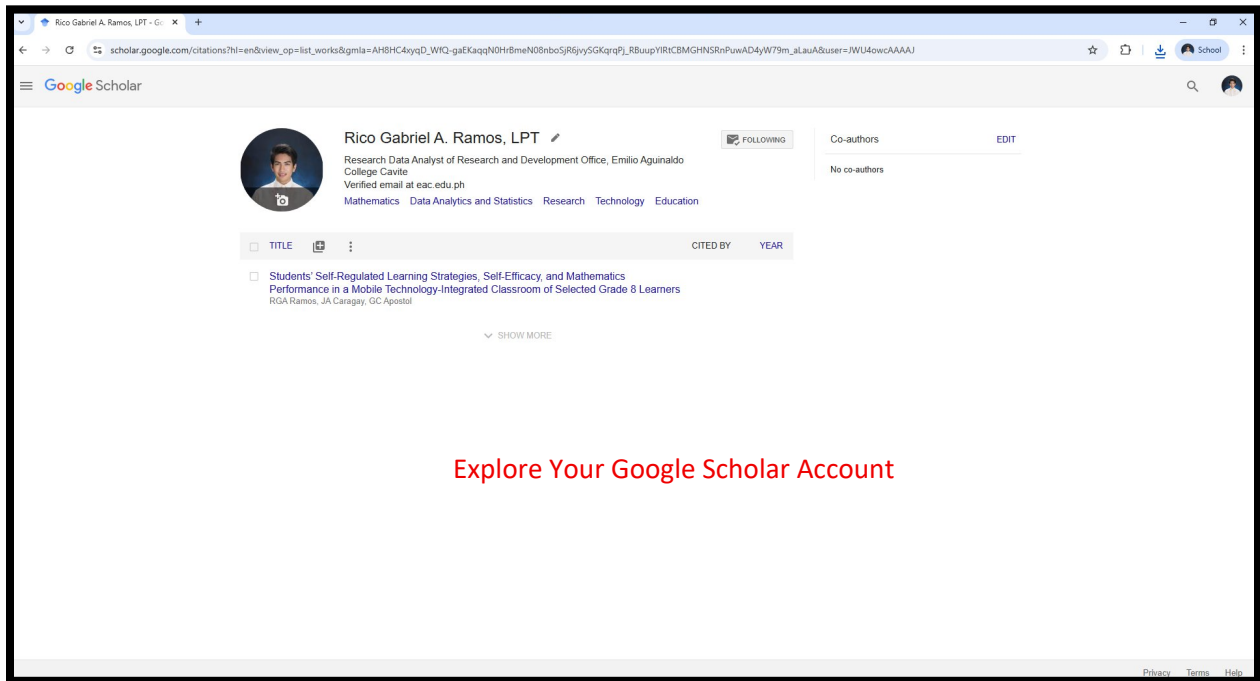 Rico Gabriel A. Ramos, LPT - Go
scholar.google.com/citations?hl=en&view_op=list_works&gmla=AH8HC4xyqD_WfQ-gaEKaqqN0HrBmeN08nboSjR6jvySGKqrqPj_RBuupYlRtCBMGHNSRnPuwAD4yW79m_aLauA&user=JWU4owcAAAAJ
School
Google Scholar
Rico Gabriel A. Ramos, LPT
FOLLOWING
Research Data Analyst of Research and Development Office, Emilio Aguinaldo
College Cavite
Verified email at eac.edu.ph
Mathematics Data Analytics and Statistics Research Technology Education
Co-authors EDIT
No co-authors
TITLE CITED BY YEAR
Students' Self-Regulated Learning Strategies, Self-Efficacy, and Mathematics
Performance in a Mobile Technology-Integrated Classroom of Selected Grade 8 Learners
RGA Ramos, JA Caragay, GC Apostol
SHOW MORE
Explore Your Google Scholar Account
Privacy Terms Help